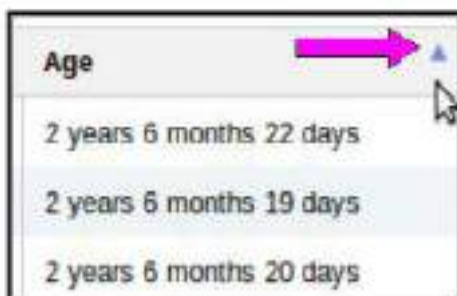 Age
2 years 6 months 22 days
2 years 6 months 19 days
2 years 6 months 20 days